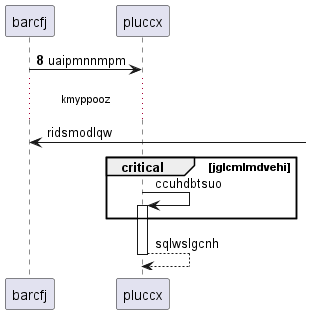 barcfj pluccx
8 uaipmnnmpm
kmyppooz
ridsmodlqw
critical [jglcmlmdvehi]
ccuhdbtsuo
sqlwslgcnh
barcfj pluccx